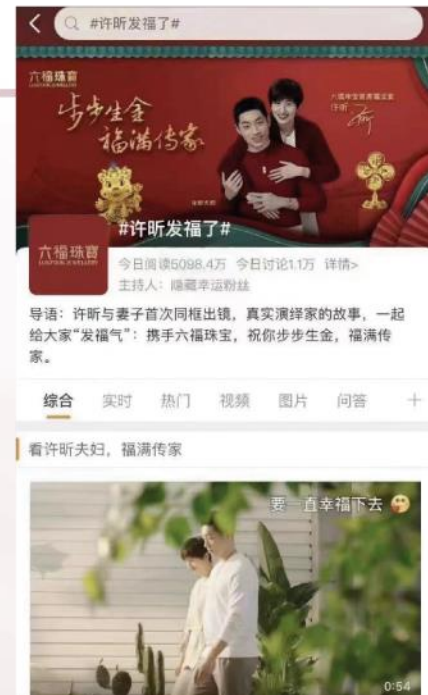 #许昕发福了#
六福珠寶
步步生金
福满传家
许昕
#许昕发福了#
六福珠寶
LUKFOOK JEWELLERY
今日阅读5098.4万 今日讨论1.1万 详情>
主持人：隐藏幸运粉丝
导语：许昕与妻子首次同框出镜，真实演绎家的故事，一起
给大家“发福气”：携手六福珠宝，祝你步步生金，福满传
家。
综合 实时 热门 视频 图片 问答 +
看许昕夫妇，福满传家
要一直幸福下去
0:54